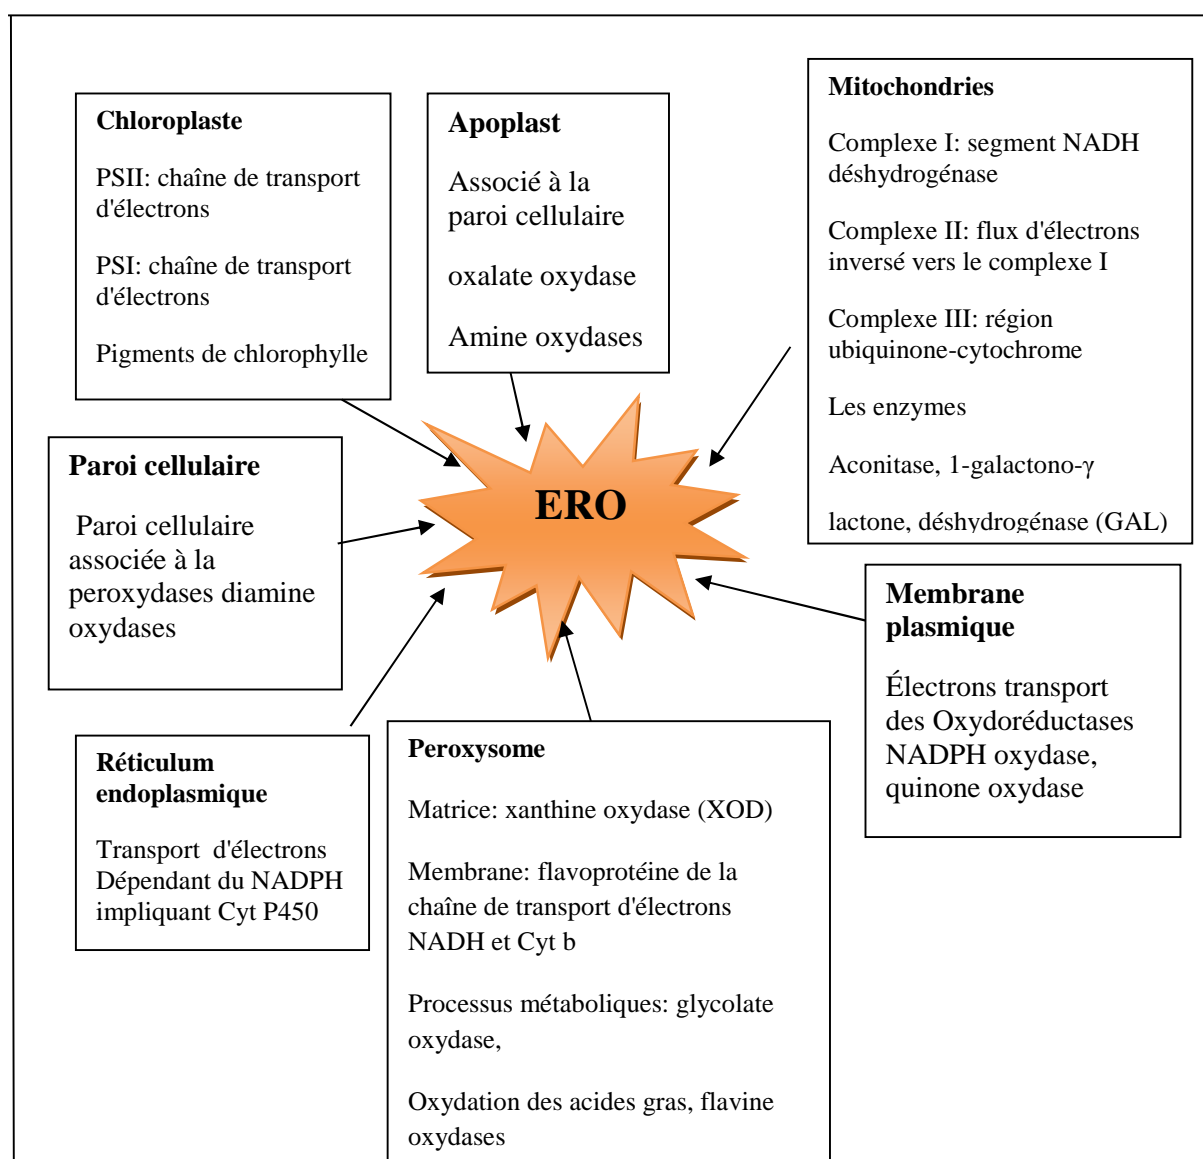 Chloroplaste
PSII: chaîne de transport
d'électrons
PSI: chaîne de transport
d'électrons
Pigments de chlorophylle
Apoplast
Associé à la
paroi cellulaire
oxalate oxydase
Amine oxydases
Mitochondries
Complexe I: segment NADH
déshydrogénase
Complexe II: flux d'électrons
inversé vers le complexe I
Complexe III: région
ubiquinone-cytochrome
Les enzymes
Aconitase, 1-galactono-γ
lactone, déshydrogénase (GAL)
ERO
Paroi cellulaire
Paroi cellulaire
associée à la
peroxydases diamine
oxydases
Membrane
plasmique
Électrons transport
des Oxydoréductases
NADPH oxydase,
quinone oxydase
Réticulum
endoplasmique
Transport d'électrons
Dépendant du NADPH
impliquant Cyt P450
Peroxysome
Matrice: xanthine oxydase (XOD)
Membrane: flavoprotéine de la
chaîne de transport d'électrons
NADH et Cyt b
Processus métaboliques: glycolate
oxydase,
Oxydation des acides gras, flavine
oxydases